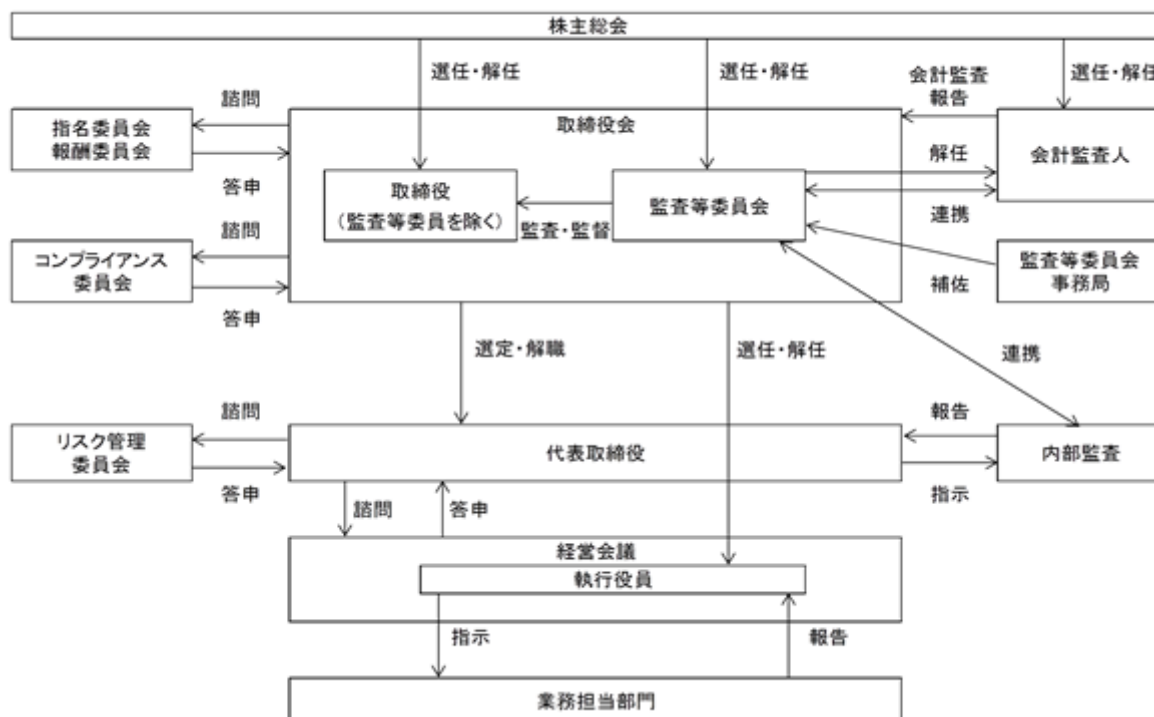 株主総会
選任・解任
選任・解任
会計監査
報告
選任・解任
諮問
指名委員会
報酬委員会
答申
取締役会
会計監査人
解任
取締役
(監査等委員を除く)
監査・監督
監査等委員会
連携
諮問
コンプライアンス
委員会
答申
監査等委員会
事務局
補佐
選定・解職
選任・解任
連携
諮問
リスク管理
委員会
答申
代表取締役
報告
内部監査
指示
諮問
答申
経営会議
執行役員
指示
報告
業務担当部門